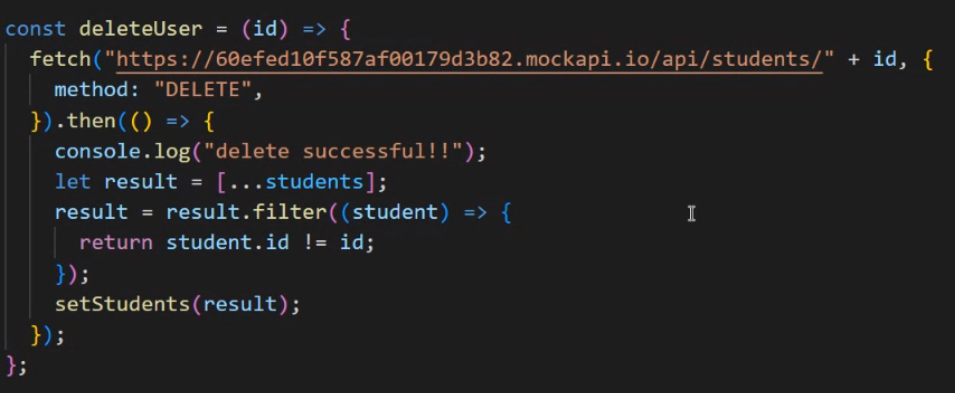 const deleteUser = (id) => {
  fetch("https://60efed10f587af00179d3b82.mockapi.io/api/students/" + id, {
    method: "DELETE",
  }).then(() => {
    console.log("delete successful!!");
    let result = [...students];
    result = result.filter((student) => {
      return student.id != id;
    });
    setStudents(result);
  });
};